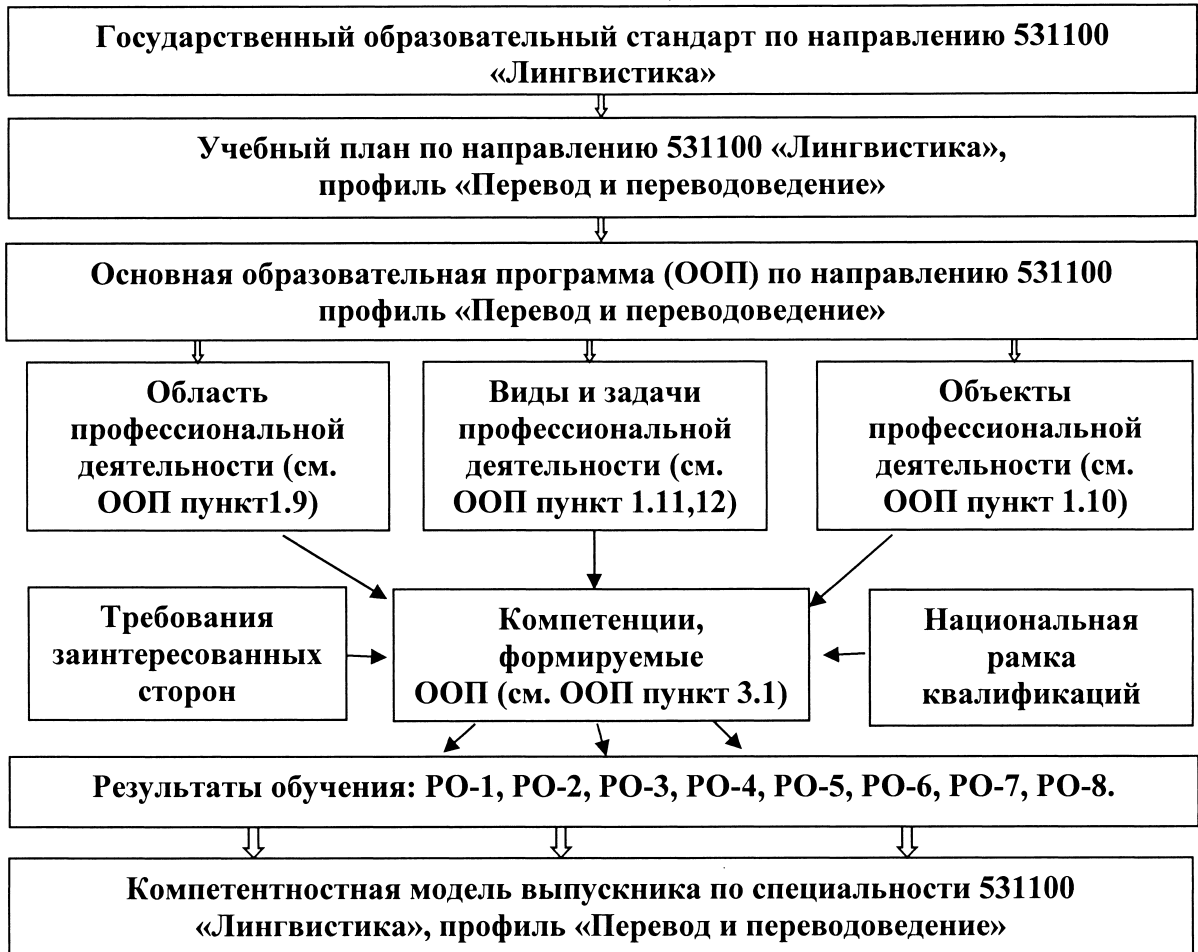 Государственный образовательный стандарт по направлению 531100
«Лингвистика»
Учебный план по направлению 531100 «Лингвистика»,
профиль «Перевод и переводоведение»
Основная образовательная программа (ООП) по направлению 531100
профиль «Перевод и переводоведение»
Область
профессиональной
деятельности (см.
ООП пункт1.9)
Виды и задачи
профессиональной
деятельности (см.
ООП пункт 1.11,12)
Объекты
профессиональной
деятельности (см.
ООП пункт 1.10)
Требования
заинтересованных
сторон
Компетенции,
формируемые
ООП (см. ООП пункт 3.1)
Национальная
рамка
квалификаций
Результаты обучения: РО-1, РО-2, РО-3, РО-4, РО-5, РО-6, РО-7, РО-8.
Компетентностная модель выпускника по специальности 531100
«Лингвистика», профиль «Перевод и переводоведение»